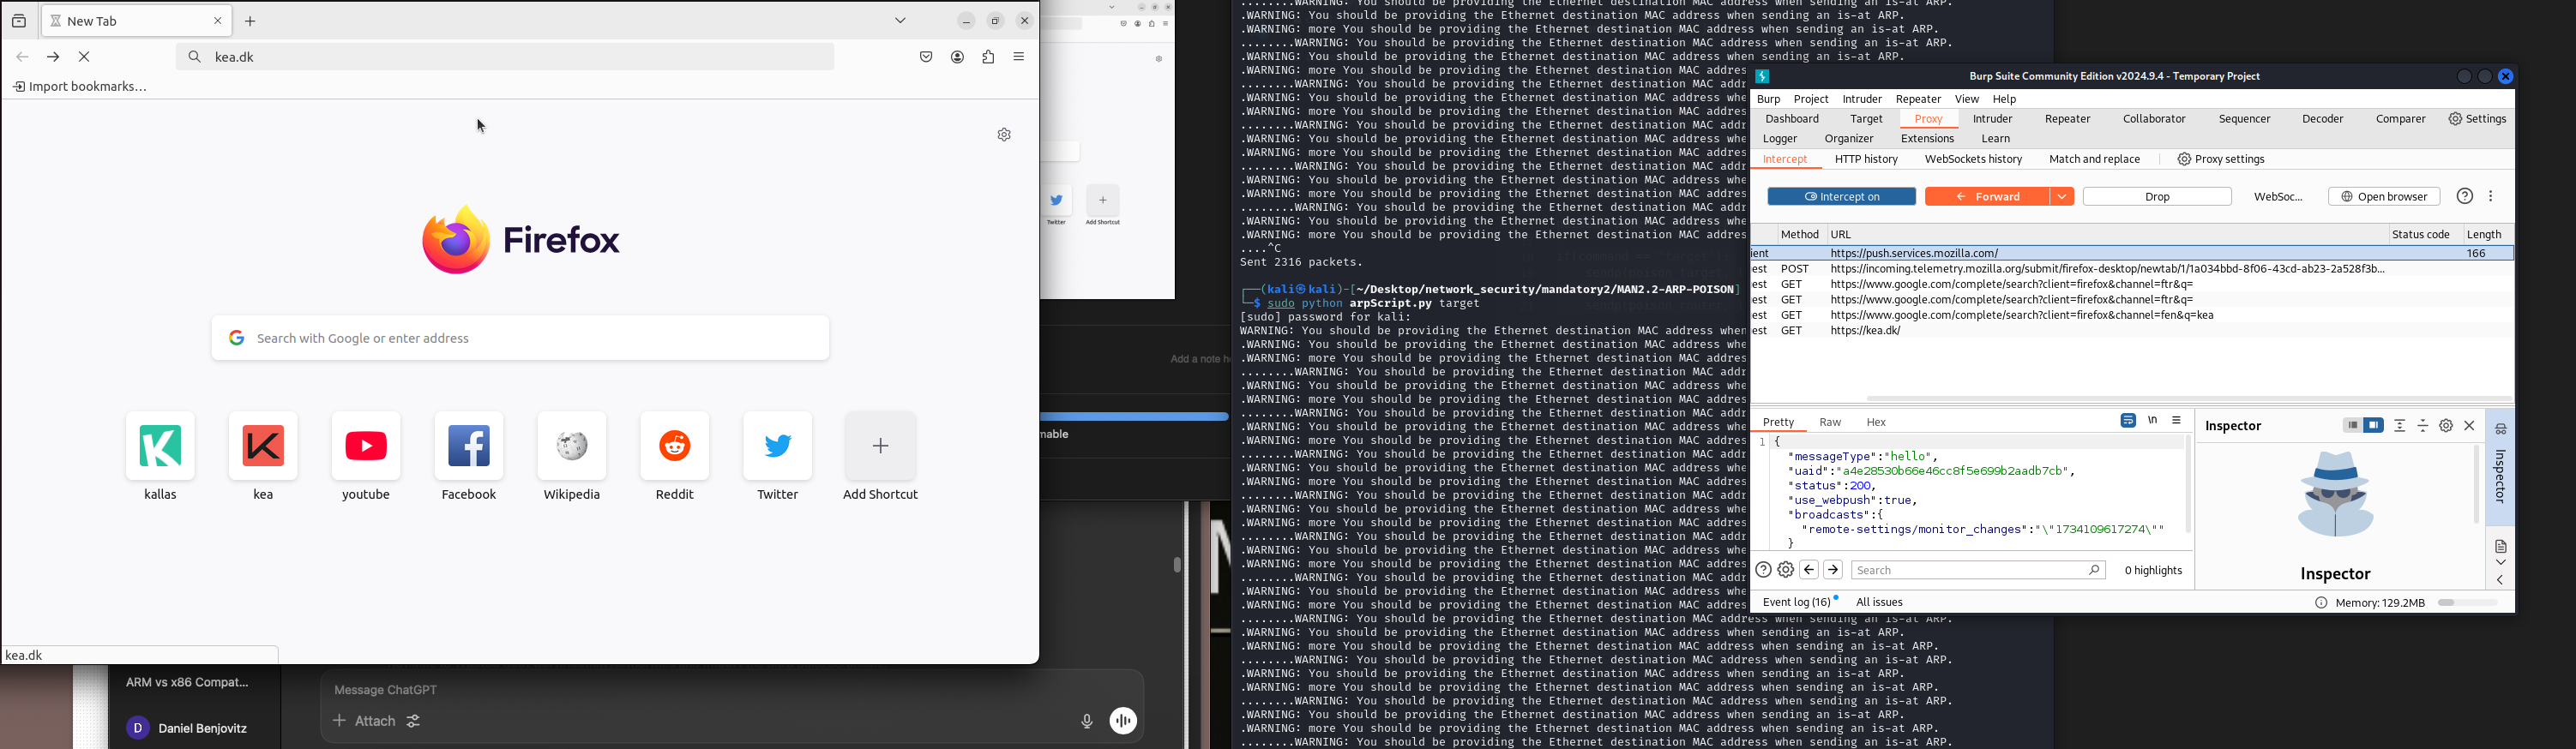 New Tab
kea.dk
Import bookmarks...
Firefox
Search with Google or enter address
kallas
kea
youtube
Facebook
Wikipedia
Reddit
Twitter
Add Shortcut
kea.dk
Twitter
Add Shortcut
Add a note h
mable
ARM vs x86 Compat...
D
Daniel Benjovitz
Message ChatGPT
Attach
........WARNING: You should be providing the Ethernet destination MAC address when sending an is-at ARP.
.WARNING: You should be providing the Ethernet destination MAC address when sending an is-at ARP.
.WARNING: more You should be providing the Ethernet destination MAC address when sending an is-at ARP.
........WARNING: You should be providing the Ethernet destination MAC address when sending an is-at ARP.
.WARNING: You should be providing the Ethernet destination MAC address when sending an is-at ARP.
.WARNING: more You should be providing the Ethernet destination MAC addres
........WARNING: You should be providing the Ethernet destination MAC addr
.WARNING: You should be providing the Ethernet destination MAC address whe
.WARNING: more You should be providing the Ethernet destination MAC addres
........WARNING: You should be providing the Ethernet destination MAC addr
.WARNING: You should be providing the Ethernet destination MAC address whe
.WARNING: more You should be providing the Ethernet destination MAC addres
........WARNING: You should be providing the Ethernet destination MAC addr
.WARNING: You should be providing the Ethernet destination MAC address whe
.WARNING: more You should be providing the Ethernet destination MAC addres
........WARNING: You should be providing the Ethernet destination MAC addr
.WARNING: You should be providing the Ethernet destination MAC address whe
.WARNING: more You should be providing the Ethernet destination MAC addres
....^C
Sent 2316 packets.
(kali㉿kali)-[~/Desktop/network_security/mandatory2/MAN2.2-ARP-POISON]
$ sudo python arpScript.py target
[sudo] password for kali:
WARNING: You should be providing the Ethernet destination MAC address when
.WARNING: You should be providing the Ethernet destination MAC address whe
.WARNING: more You should be providing the Ethernet destination MAC addres
........WARNING: You should be providing the Ethernet destination MAC addr
.WARNING: You should be providing the Ethernet destination MAC address whe
.WARNING: more You should be providing the Ethernet destination MAC addres
........WARNING: You should be providing the Ethernet destination MAC addr
.WARNING: You should be providing the Ethernet destination MAC address whe
.WARNING: more You should be providing the Ethernet destination MAC addres
........WARNING: You should be providing the Ethernet destination MAC addr
.WARNING: You should be providing the Ethernet destination MAC address whe
.WARNING: more You should be providing the Ethernet destination MAC addres
........WARNING: You should be providing the Ethernet destination MAC addr
.WARNING: You should be providing the Ethernet destination MAC address whe
.WARNING: more You should be providing the Ethernet destination MAC addres
........WARNING: You should be providing the Ethernet destination MAC addr
.WARNING: You should be providing the Ethernet destination MAC address whe
.WARNING: more You should be providing the Ethernet destination MAC addres
........WARNING: You should be providing the Ethernet destination MAC addr
.WARNING: You should be providing the Ethernet destination MAC address whe
.WARNING: more You should be providing the Ethernet destination MAC addres
........WARNING: You should be providing the Ethernet destination MAC address when sending an is-at ARP.
.WARNING: You should be providing the Ethernet destination MAC address when sending an is-at ARP.
.WARNING: more You should be providing the Ethernet destination MAC address when sending an is-at ARP.
........WARNING: You should be providing the Ethernet destination MAC address when sending an is-at ARP.
.WARNING: You should be providing the Ethernet destination MAC address when sending an is-at ARP.
.WARNING: more You should be providing the Ethernet destination MAC address when sending an is-at ARP.
........WARNING: You should be providing the Ethernet destination MAC address when sending an is-at ARP.
.WARNING: You should be providing the Ethernet destination MAC address when sending an is-at ARP.
.WARNING: more You should be providing the Ethernet destination MAC address when sending an is-at ARP.
........WARNING: You should be providing the Ethernet destination MAC address when sending an is-at ARP.
Burp Suite Community Edition v2024.9.4 - Temporary Project
Burp Project Intruder Repeater View Help
Dashboard Target Proxy Intruder Repeater Collaborator Sequencer Decoder Comparer Settings
Logger Organizer Extensions Learn
Intercept HTTP history WebSockets history Match and replace Proxy settings
Intercept on Forward Drop WebSoc... Open browser
Method URL Status code Length
ient https://push.services.mozilla.com/ 166
est POST https://incoming.telemetry.mozilla.org/submit/firefox-desktop/newtab/1/1a034bbd-8f06-43cd-ab23-2a528f3b...
est GET https://www.google.com/complete/search?client=firefox&channel=ftr&q=
est GET https://www.google.com/complete/search?client=firefox&channel=ftr&q=
est GET https://www.google.com/complete/search?client=firefox&channel=fen&q=kea
est GET https://kea.dk/
Pretty Raw Hex \n
1 {
"messageType":"hello",
"uaid":"a4e28530b66e46cc8f5e699b2aadb7cb",
"status":200,
"use_webpush":true,
"broadcasts":{
"remote-settings/monitor_changes":"\"1734109617274\""
}
Search
0 highlights
Inspector
Inspector
Inspector
Event log (16) All issues
Memory: 129.2MB